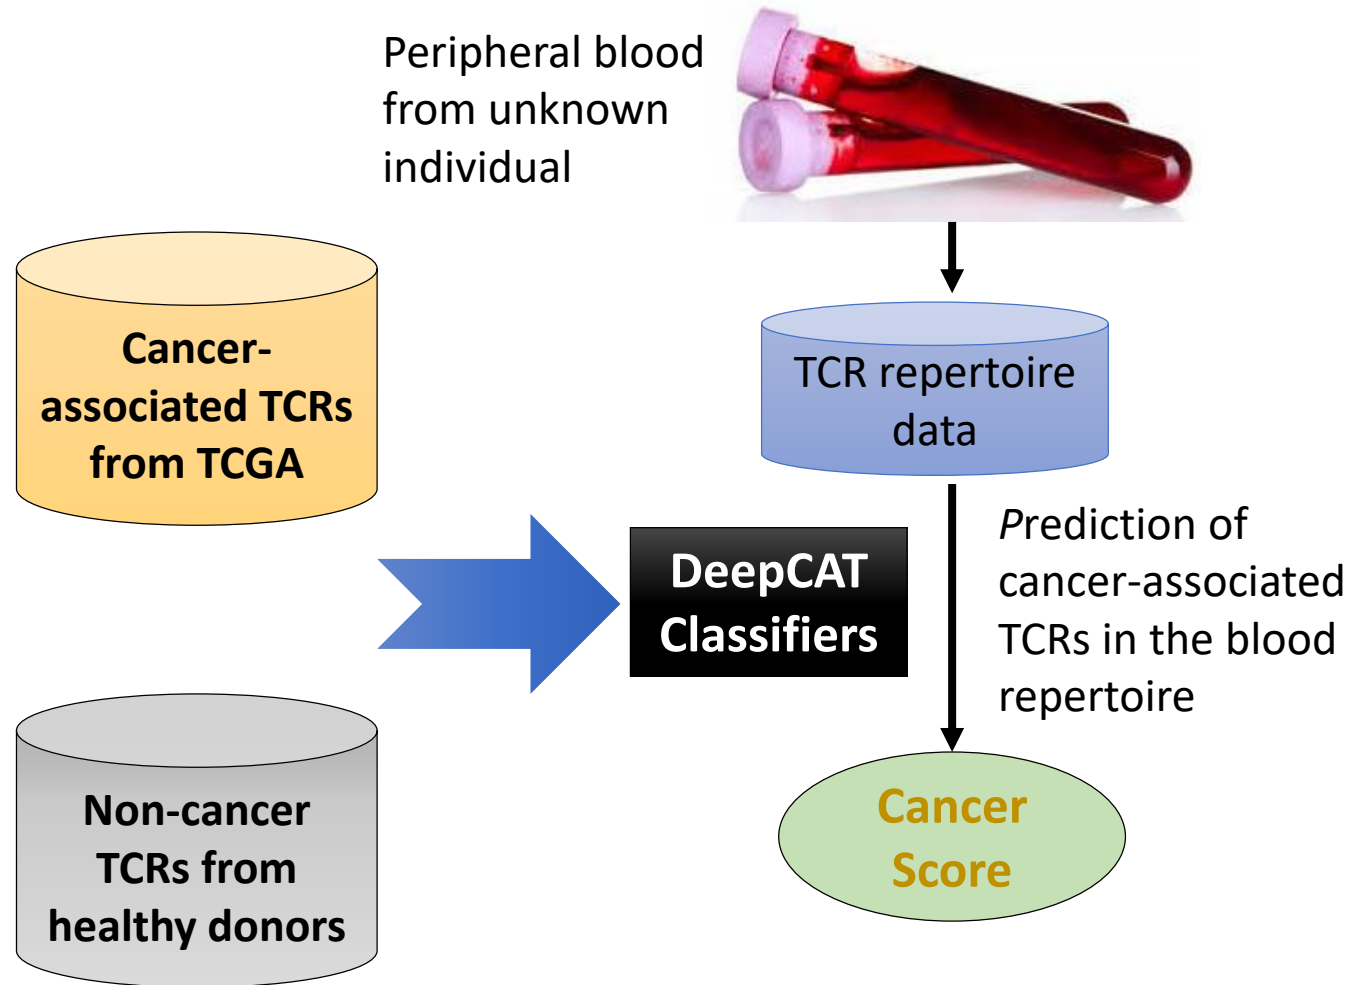 Peripheral blood
from unknown
individual
Cancer-
associated TCRs
from TCGA
TCR repertoire
data
DeepCAT
Classifiers
Prediction of
cancer-associated
TCRs in the blood
repertoire
Non-cancer
TCRs from
healthy donors
Cancer
Score